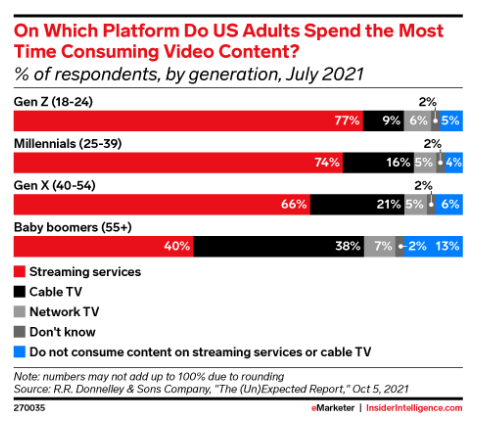 On Which Platform Do US Adults Spend the Most
Time Consuming Video Content?
% of respondents, by generation, July 2021
Gen Z (18-24)
2%
77% 9% 6% 5%
Millennials (25-39)
2%
74% 16% 5% 4%
Gen X (40-54)
2%
66% 21% 5% 6%
Baby boomers (55+)
40% 38% 7% 2% 13%
Streaming services
Cable TV
Network TV
Don't know
Do not consume content on streaming services or cable TV
Note: numbers may not add up to 100% due to rounding
Source: R.R. Donnelley & Sons Company, "The (Un)Expected Report," Oct 5, 2021
270035 eMarketer | InsiderIntelligence.com